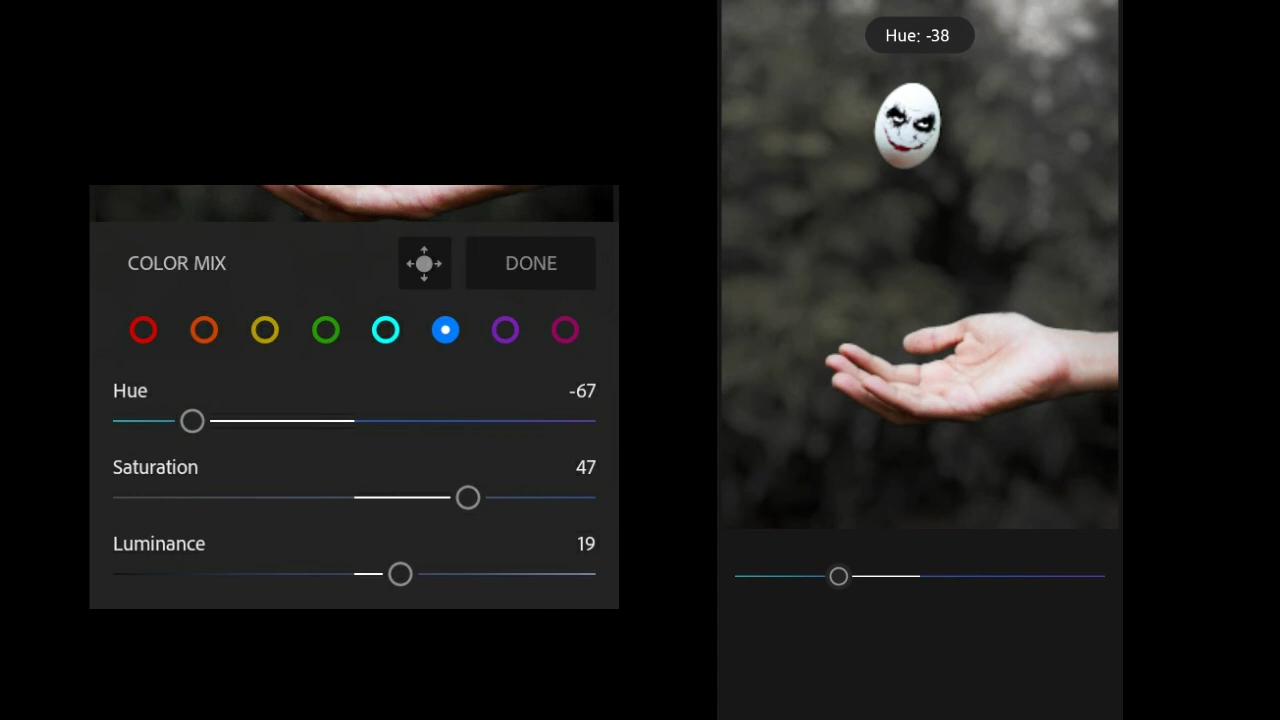 COLOR MIX
DONE
Hue
-67
Saturation
47
Luminance
19
Hue: -38